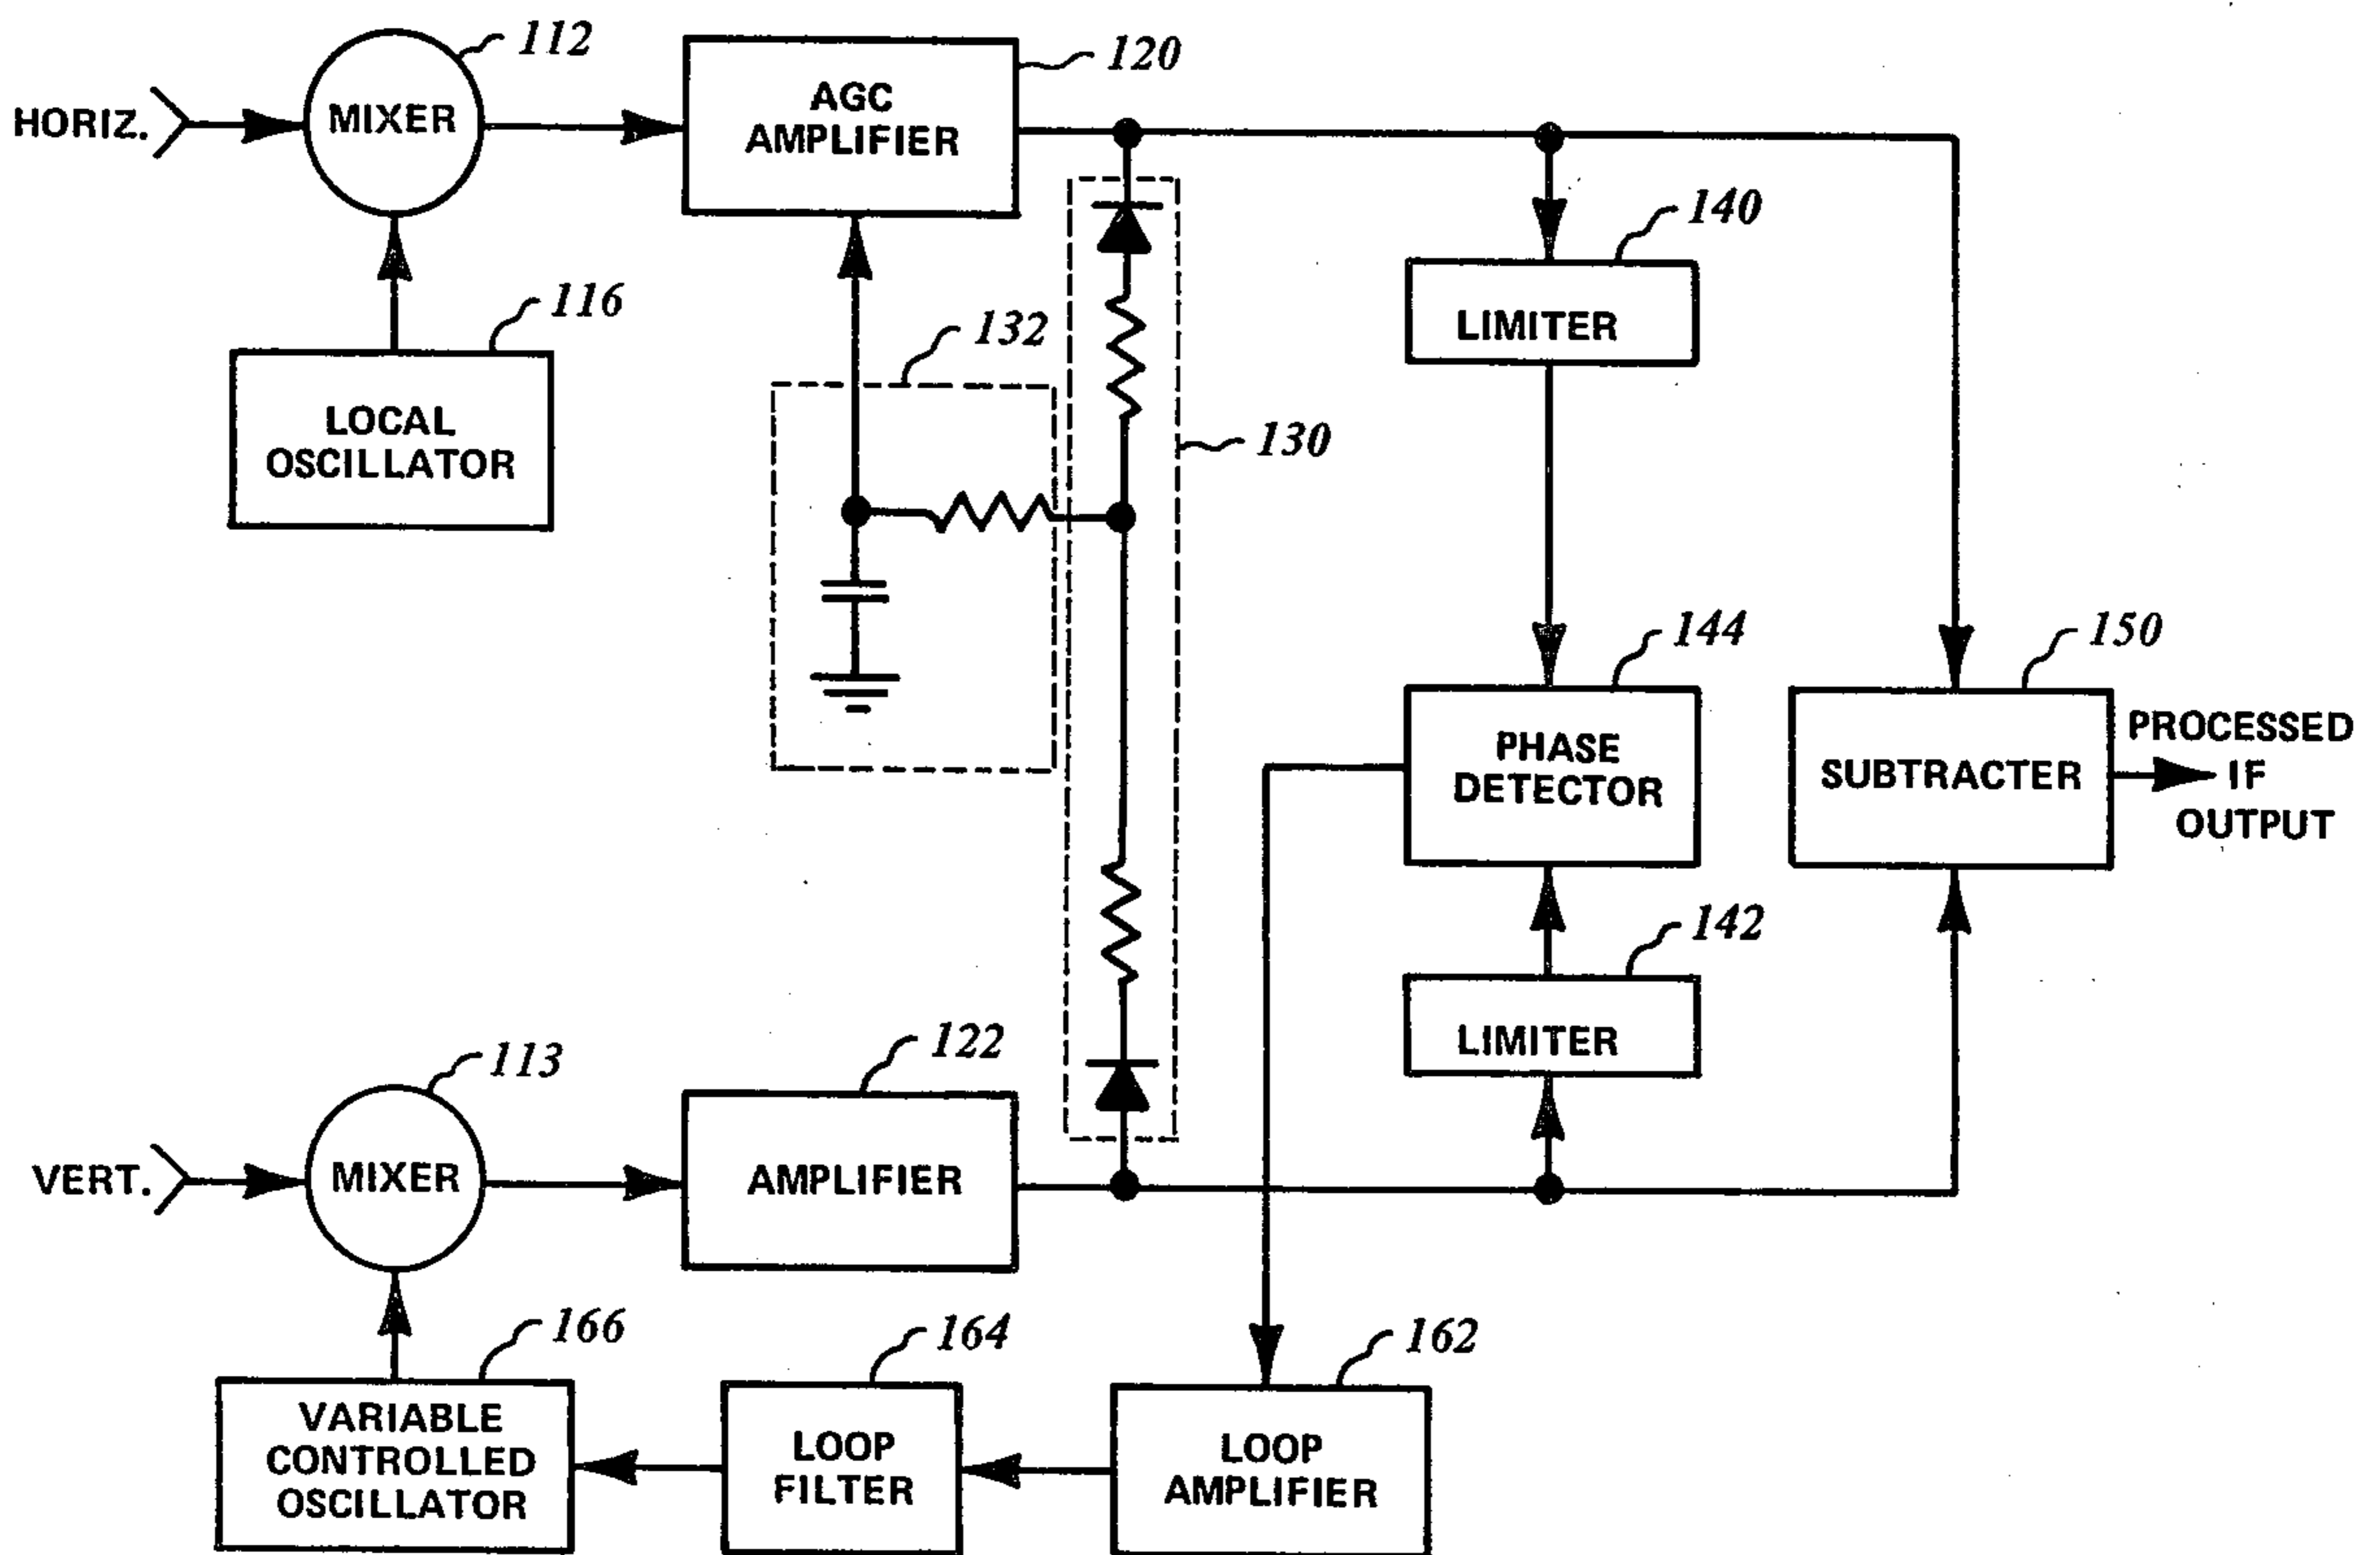 112
HORIZ.
MIXER
120
AGC
AMPLIFIER
116
LOCAL
OSCILLATOR
132
130
140
LIMITER
144
PHASE
DETECTOR
150
SUBTRACTER
PROCESSED
IF
OUTPUT
142
LIMITER
113
VERT.
MIXER
122
AMPLIFIER
166
VARIABLE
CONTROLLED
OSCILLATOR
164
LOOP
FILTER
162
LOOP
AMPLIFIER